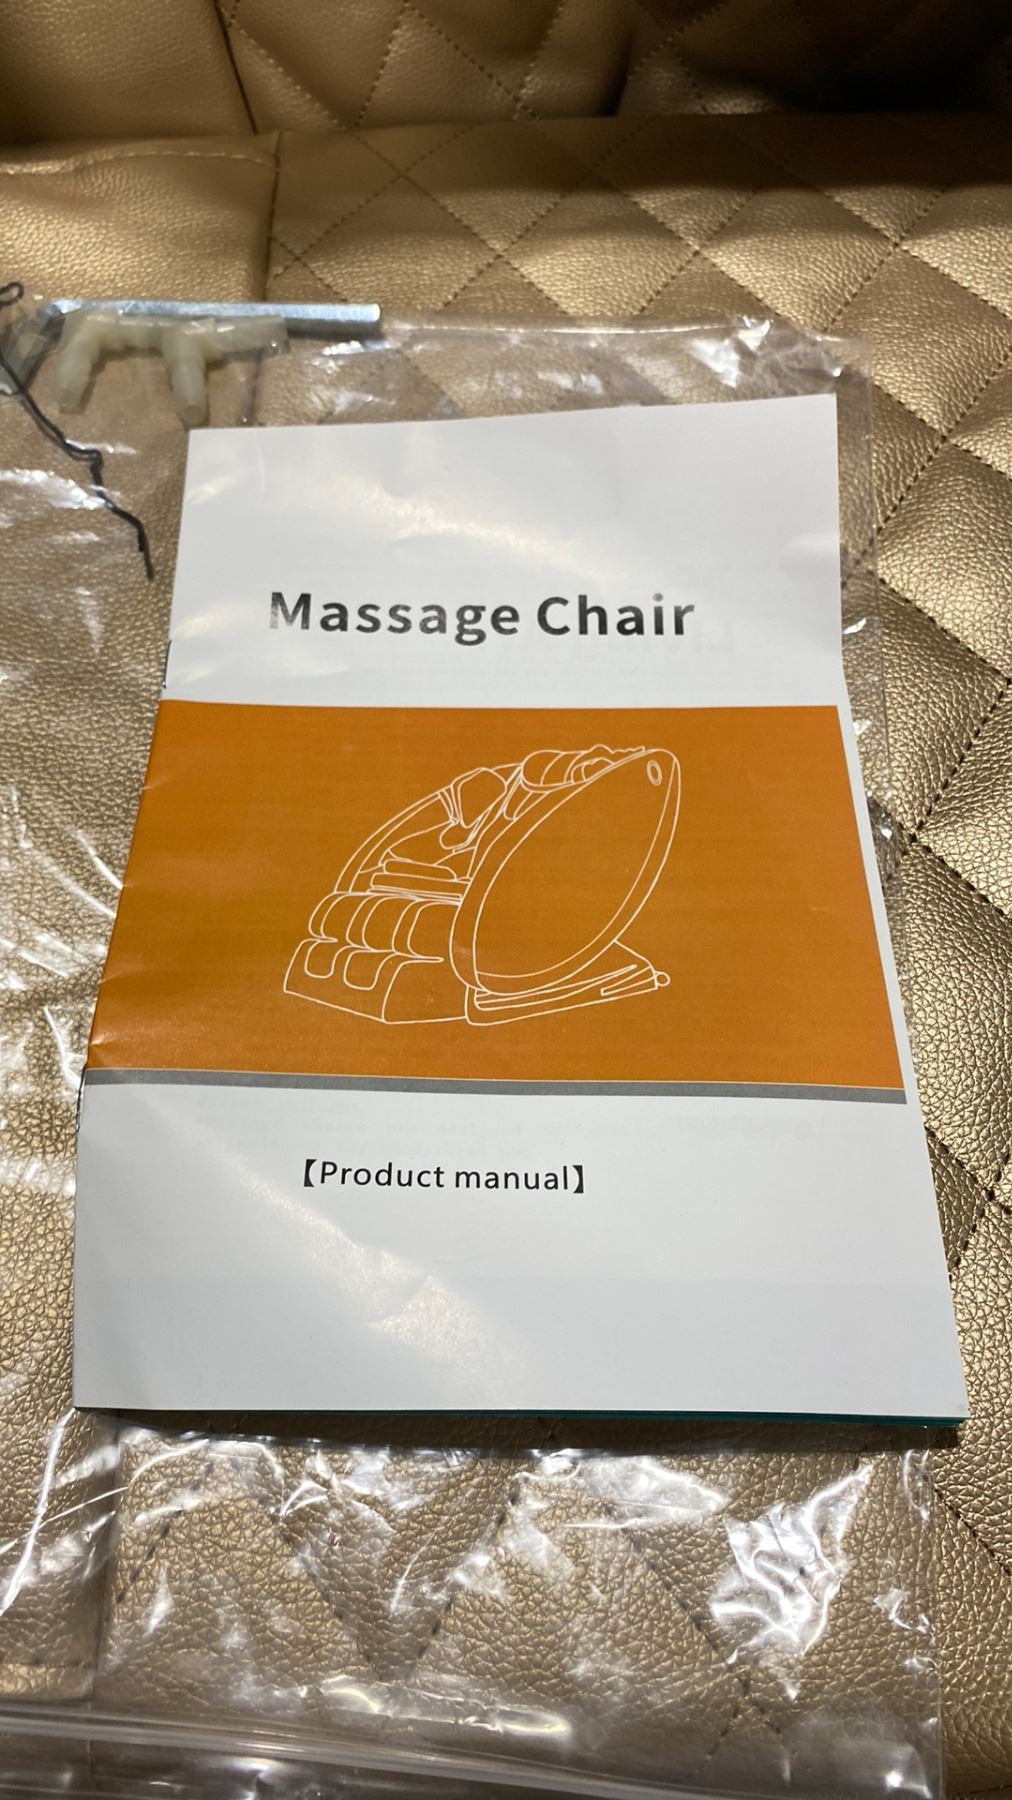 Massage Chair
【Product manual】